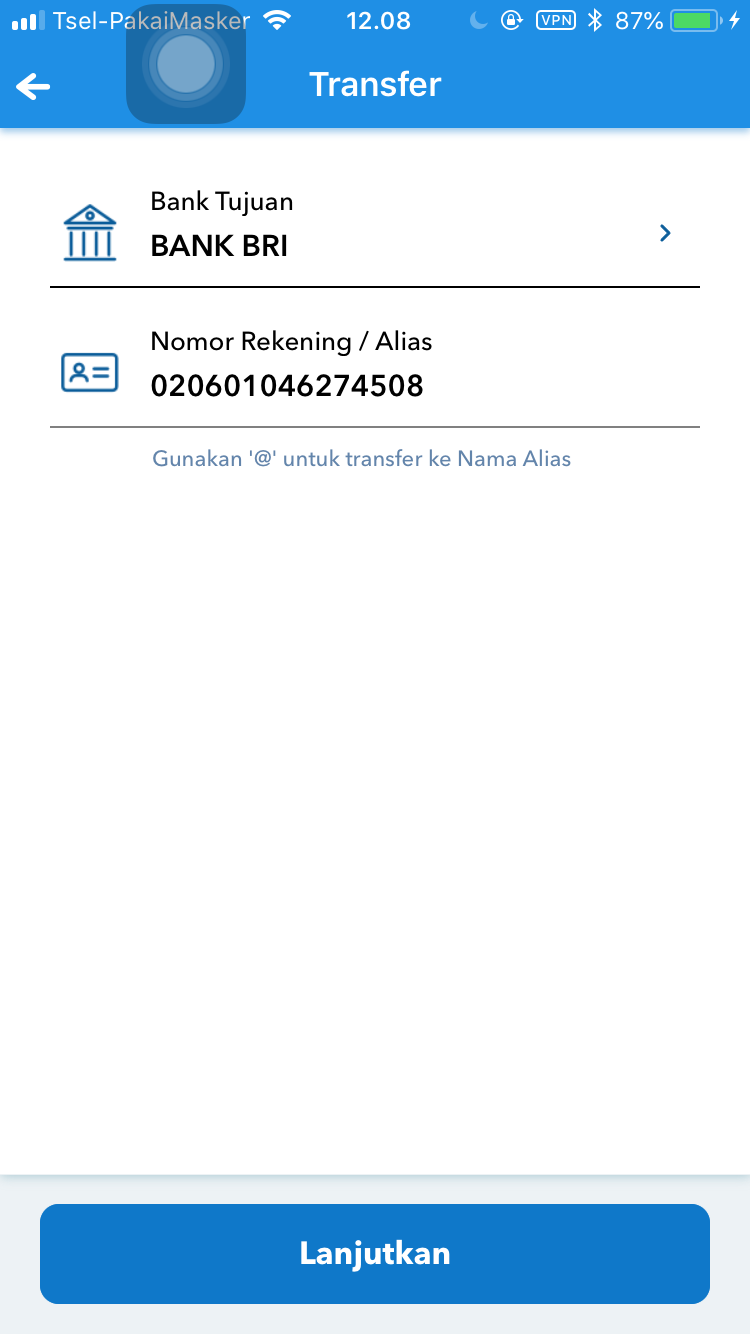 Tsel-PakaiMasker 12.08 VPN 87%
Transfer
Bank Tujuan
BANK BRI
Nomor Rekening / Alias
020601046274508
Gunakan '@' untuk transfer ke Nama Alias
Lanjutkan